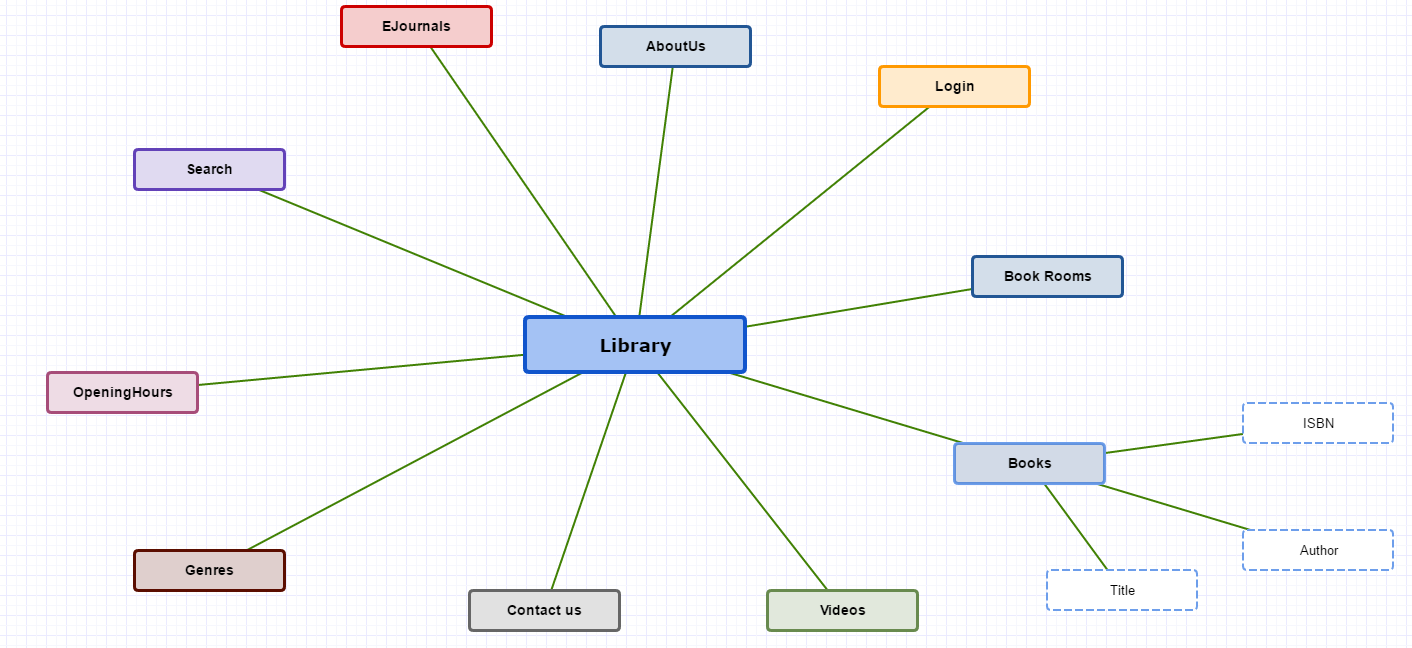 EJournals
AboutUs
Login
Search
Book Rooms
Library
OpeningHours
ISBN
Books
Author
Genres
Title
Contact us
Videos